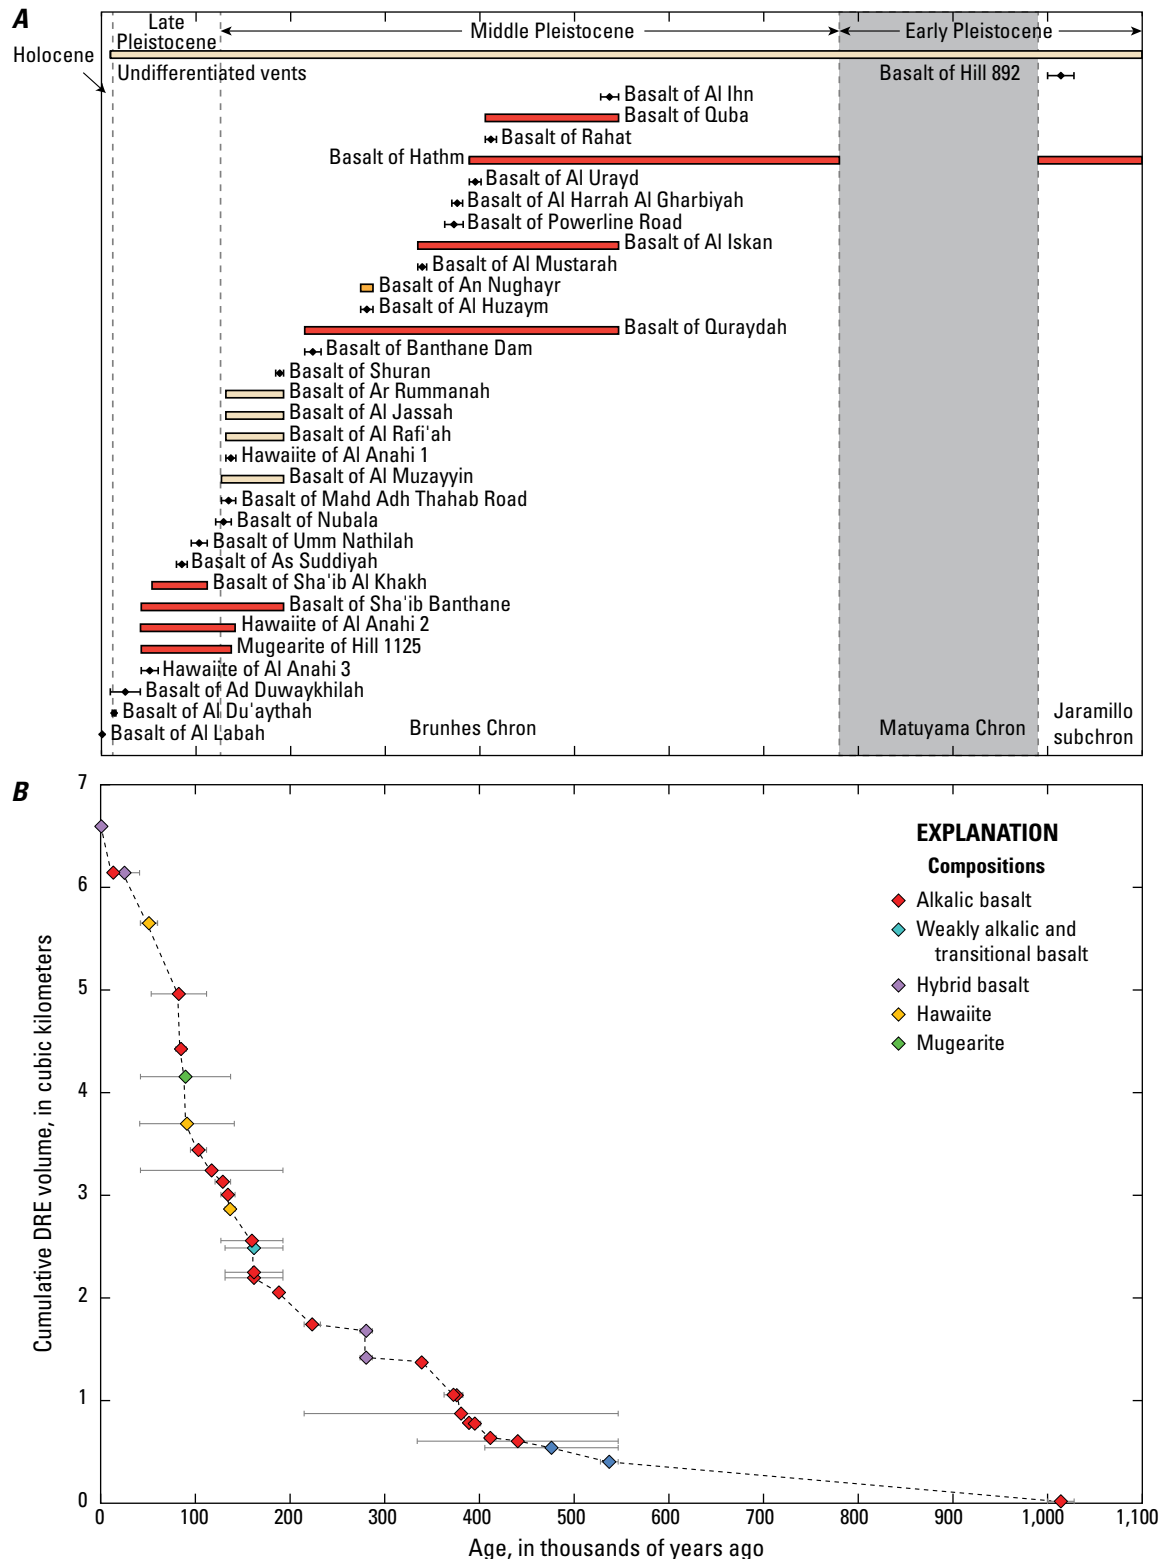 A
Late
Pleistocene
Middle Pleistocene
Early Pleistocene
Holocene
Undifferentiated vents
Basalt of Hill 892
Basalt of Al Ihn
Basalt of Quba
Basalt of Rahat
Basalt of Hathm
Basalt of Al Urayd
Basalt of Al Harrah Al Gharbiyah
Basalt of Powerline Road
Basalt of Al Iskan
Basalt of Al Mustarah
Basalt of An Nughayr
Basalt of Al Huzaym
Basalt of Quraydah
Basalt of Banthane Dam
Basalt of Shuran
Basalt of Ar Rummanah
Basalt of Al Jassah
Basalt of Al Rafi'ah
Hawaiite of Al Anahi 1
Basalt of Al Muzayyin
Basalt of Mahd Adh Thahab Road
Basalt of Nubala
Basalt of Umm Nathilah
Basalt of As Suddiyah
Basalt of Sha'ib Al Khakh
Basalt of Sha'ib Banthane
Hawaiite of Al Anahi 2
Mugearite of Hill 1125
Hawaiite of Al Anahi 3
Basalt of Ad Duwaykhilah
Basalt of Al Du'aythah
Basalt of Al Labah
Brunhes Chron
Matuyama Chron
Jaramillo
subchron
B
7
6
5
4
3
2
1
0
Cumulative DRE volume, in cubic kilometers
EXPLANATION
Compositions
Alkalic basalt
Weakly alkalic and
transitional basalt
Hybrid basalt
Hawaiite
Mugearite
0 100 200 300 400 500 600 700 800 900 1,000 1,100
Age, in thousands of years ago